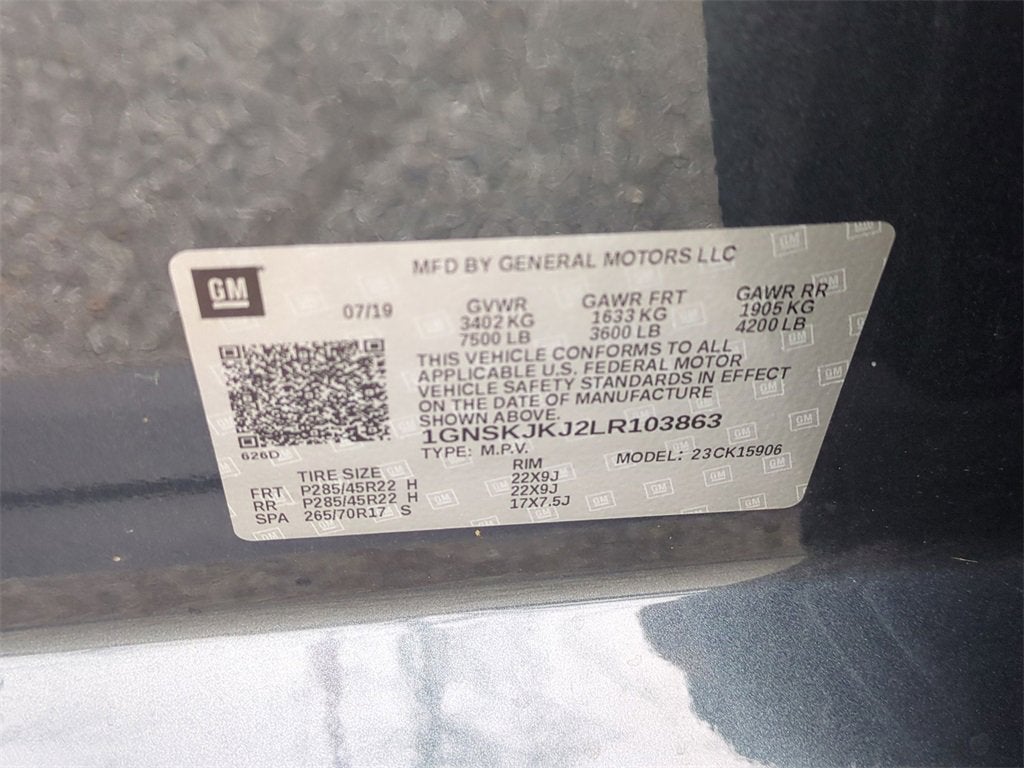 MFD BY GENERAL MOTORS LLC
GM
07/19
GVWR
3402 KG
7500 LB
GAWR FRT
1633 KG
3600 LB
GAWR RR
1905 KG
4200 LB
THIS VEHICLE CONFORMS TO ALL
APPLICABLE U.S. FEDERAL MOTOR
VEHICLE SAFETY STANDARDS IN EFFECT
ON THE DATE OF MANUFACTURE
SHOWN ABOVE.
1GNSKJKJ2LR103863
626D
TYPE: M.P.V.
MODEL: 23CK15906
TIRE SIZE RIM
FRT P285/45R22 H 22X9J
RR P285/45R22 H 22X9J
SPA 265/70R17 S 17X7.5J